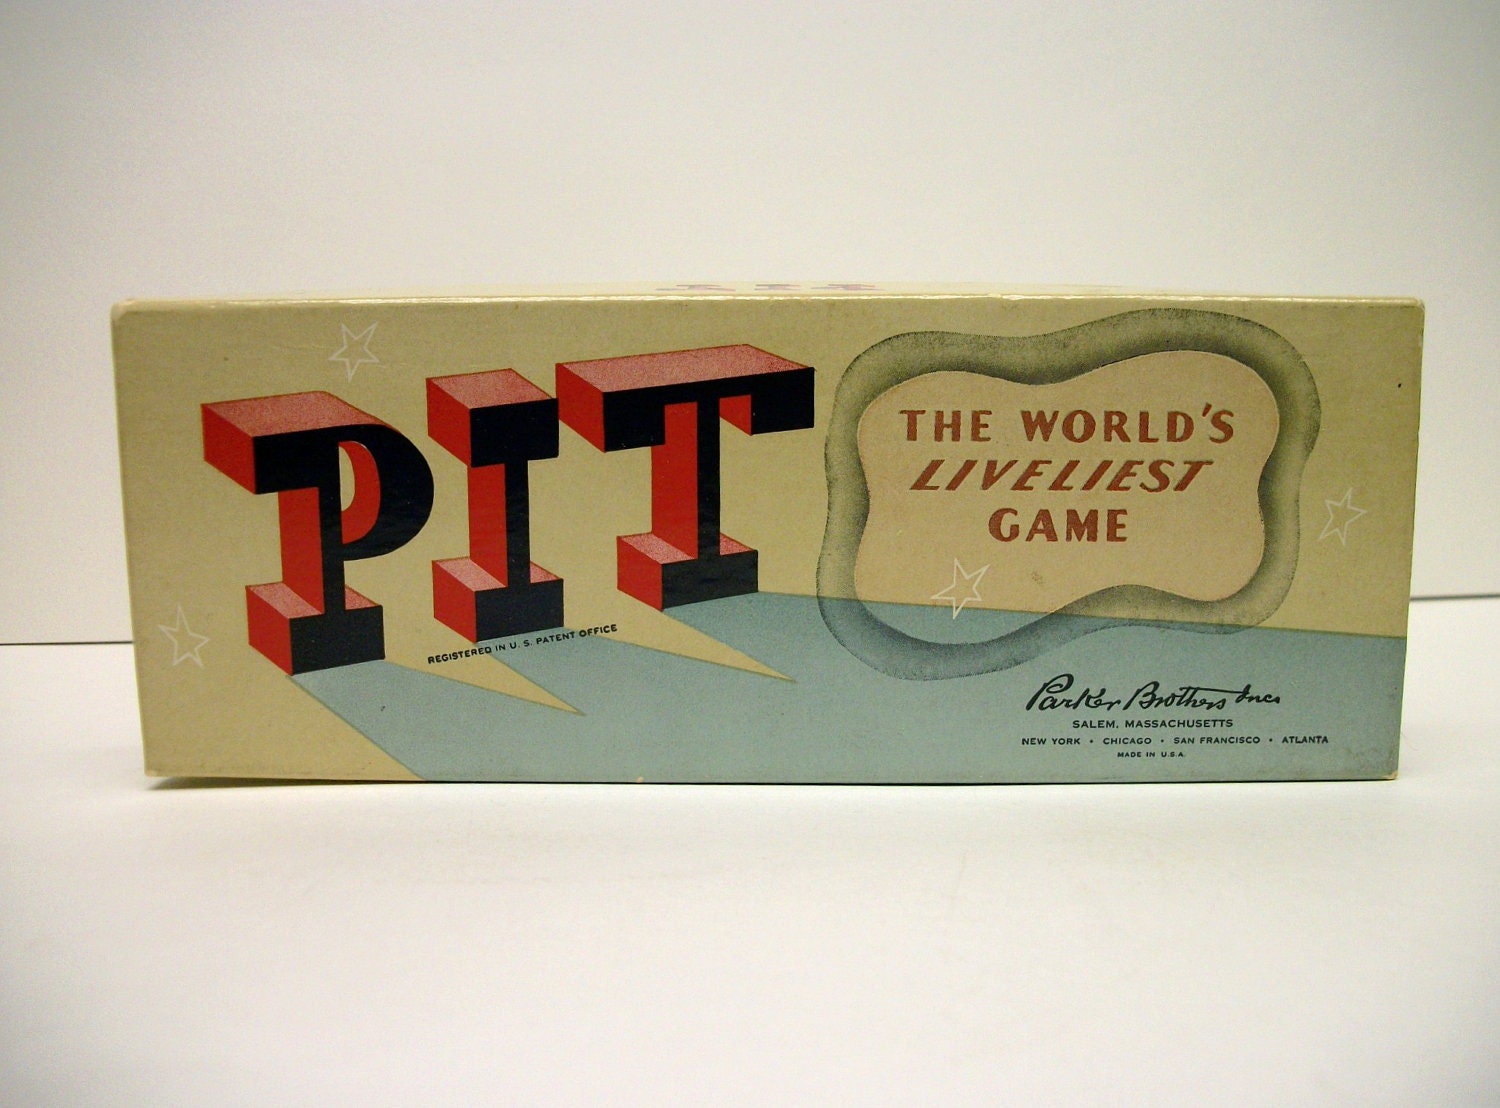 PIT
REGISTERED IN U. S. PATENT OFFICE
THE WORLD'S
LIVELIEST
GAME
Parker Brothers Inc.
SALEM, MASSACHUSETTS
NEW YORK • CHICAGO • SAN FRANCISCO • ATLANTA
MADE IN U.S.A.